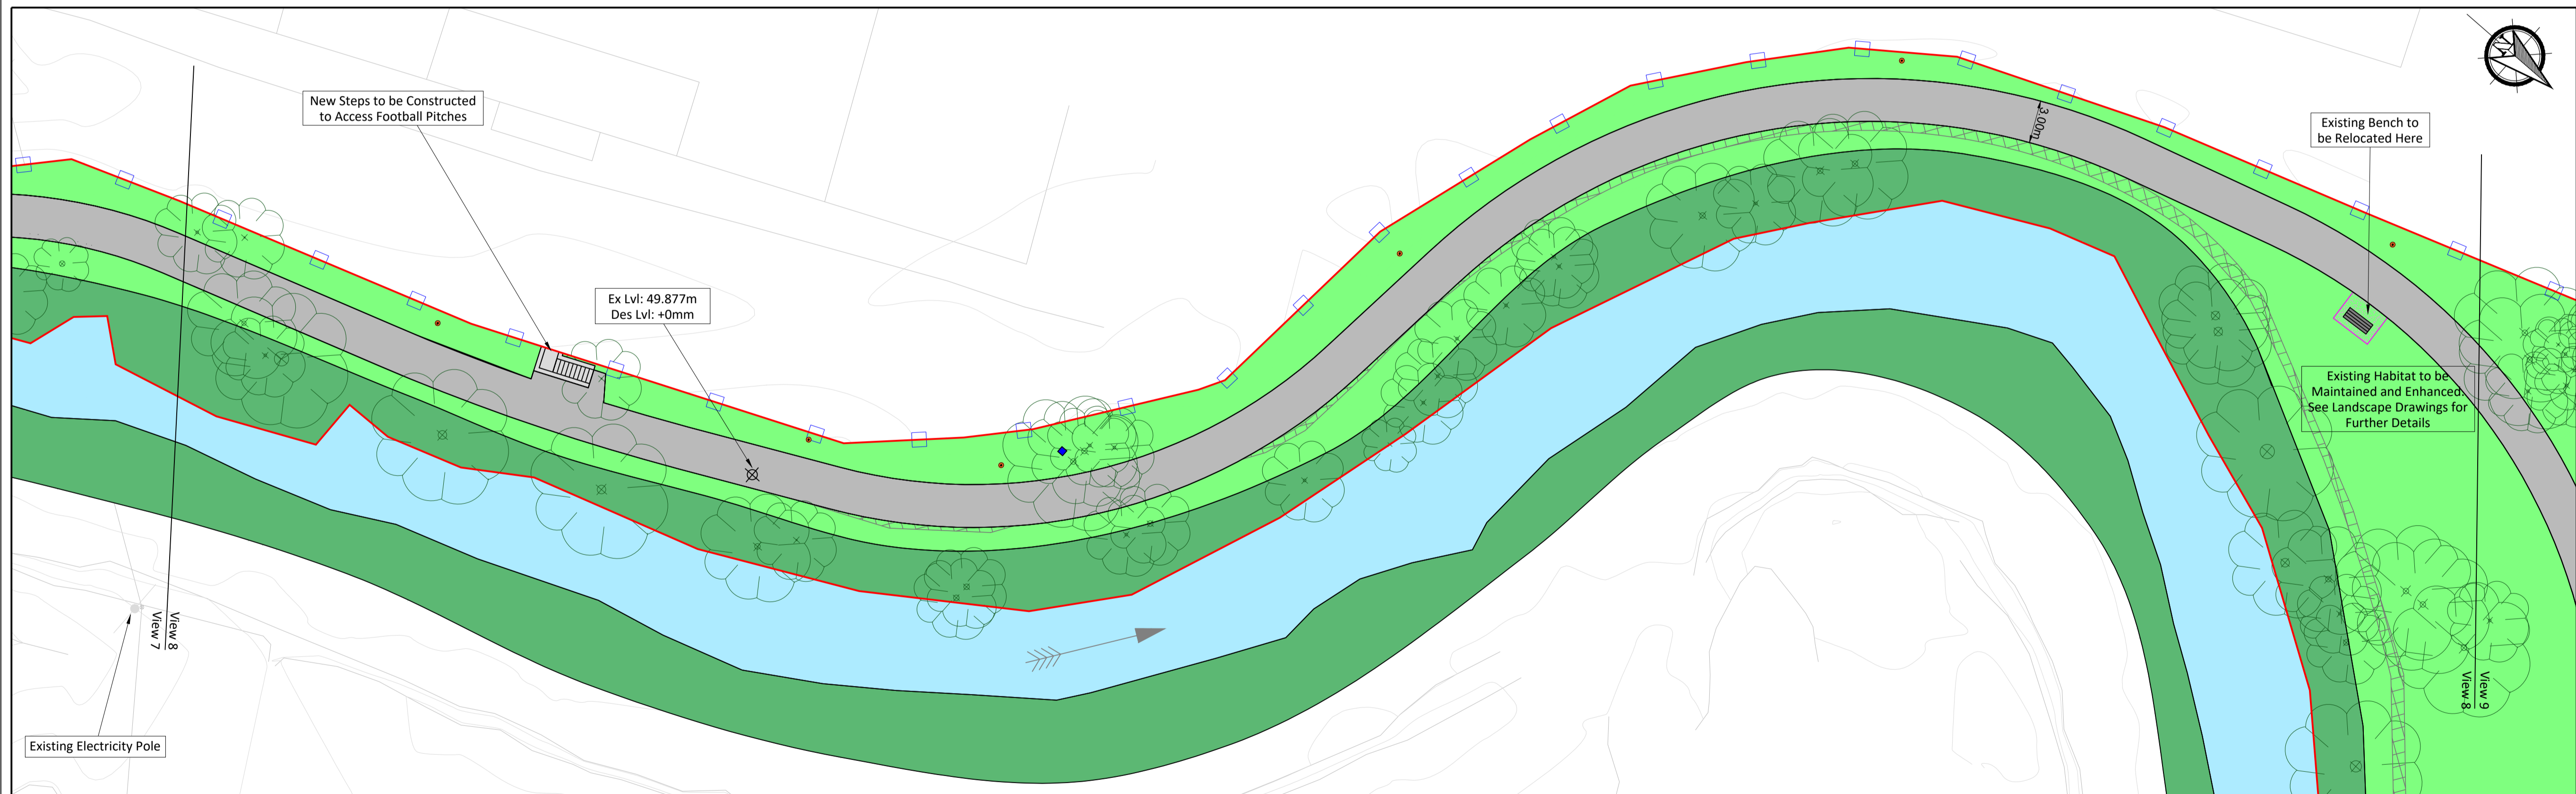 New Steps to be Constructed
to Access Football Pitches
Ex Lvl: 49.877m
Des Lvl: +0mm
3.00m
N
Existing Bench to
be Relocated Here
Existing Habitat to be
Maintained and Enhanced.
See Landscape Drawings for
Further Details
View 8
View 7
View 9
View 8
Existing Electricity Pole